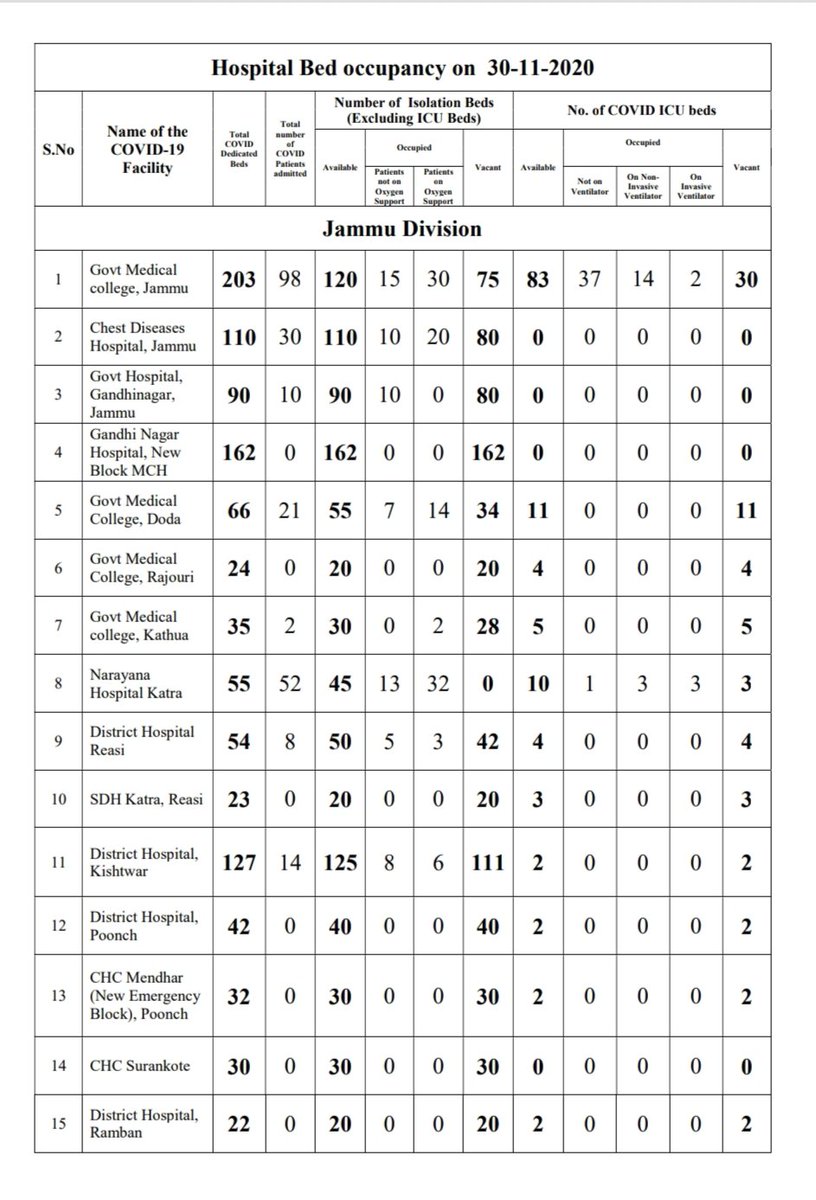 Hospital Bed occupancy on 30-11-2020
S.No
Name of the
COVID-19
Facility
Total
COVID
Dedicated
Beds
Total
number
of
COVID
Patients
admitted
Number of Isolation Beds
(Excluding ICU Beds)
No. of COVID ICU beds
Available
Occupied
Patients
not on
Oxygen
Support
Patients
on
Oxygen
Support
Vacant
Available
Occupied
Not on
Ventilator
On Non-
Invasive
Ventilator
On
Invasive
Ventilator
Vacant
Jammu Division
1 Govt Medical
college, Jammu 203 98 120 15 30 75 83 37 14 2 30
2 Chest Diseases
Hospital, Jammu 110 30 110 10 20 80 0 0 0 0 0
3 Govt Hospital,
Gandhinagar,
Jammu 90 10 90 10 0 80 0 0 0 0 0
4 Gandhi Nagar
Hospital, New
Block MCH 162 0 162 0 0 162 0 0 0 0 0
5 Govt Medical
College, Doda 66 21 55 7 14 34 11 0 0 0 11
6 Govt Medical
College, Rajouri 24 0 20 0 0 20 4 0 0 0 4
7 Govt Medical
college, Kathua 35 2 30 0 2 28 5 0 0 0 5
8 Narayana
Hospital Katra 55 52 45 13 32 0 10 1 3 3 3
9 District Hospital
Reasi 54 8 50 5 3 42 4 0 0 0 4
10 SDH Katra, Reasi 23 0 20 0 0 20 3 0 0 0 3
11 District Hospital,
Kishtwar 127 14 125 8 6 111 2 0 0 0 2
12 District Hospital,
Poonch 42 0 40 0 0 40 2 0 0 0 2
13 CHC Mendhar
(New Emergency
Block), Poonch 32 0 30 0 0 30 2 0 0 0 2
14 CHC Surankote 30 0 30 0 0 30 0 0 0 0 0
15 District Hospital,
Ramban 22 0 20 0 0 20 2 0 0 0 2